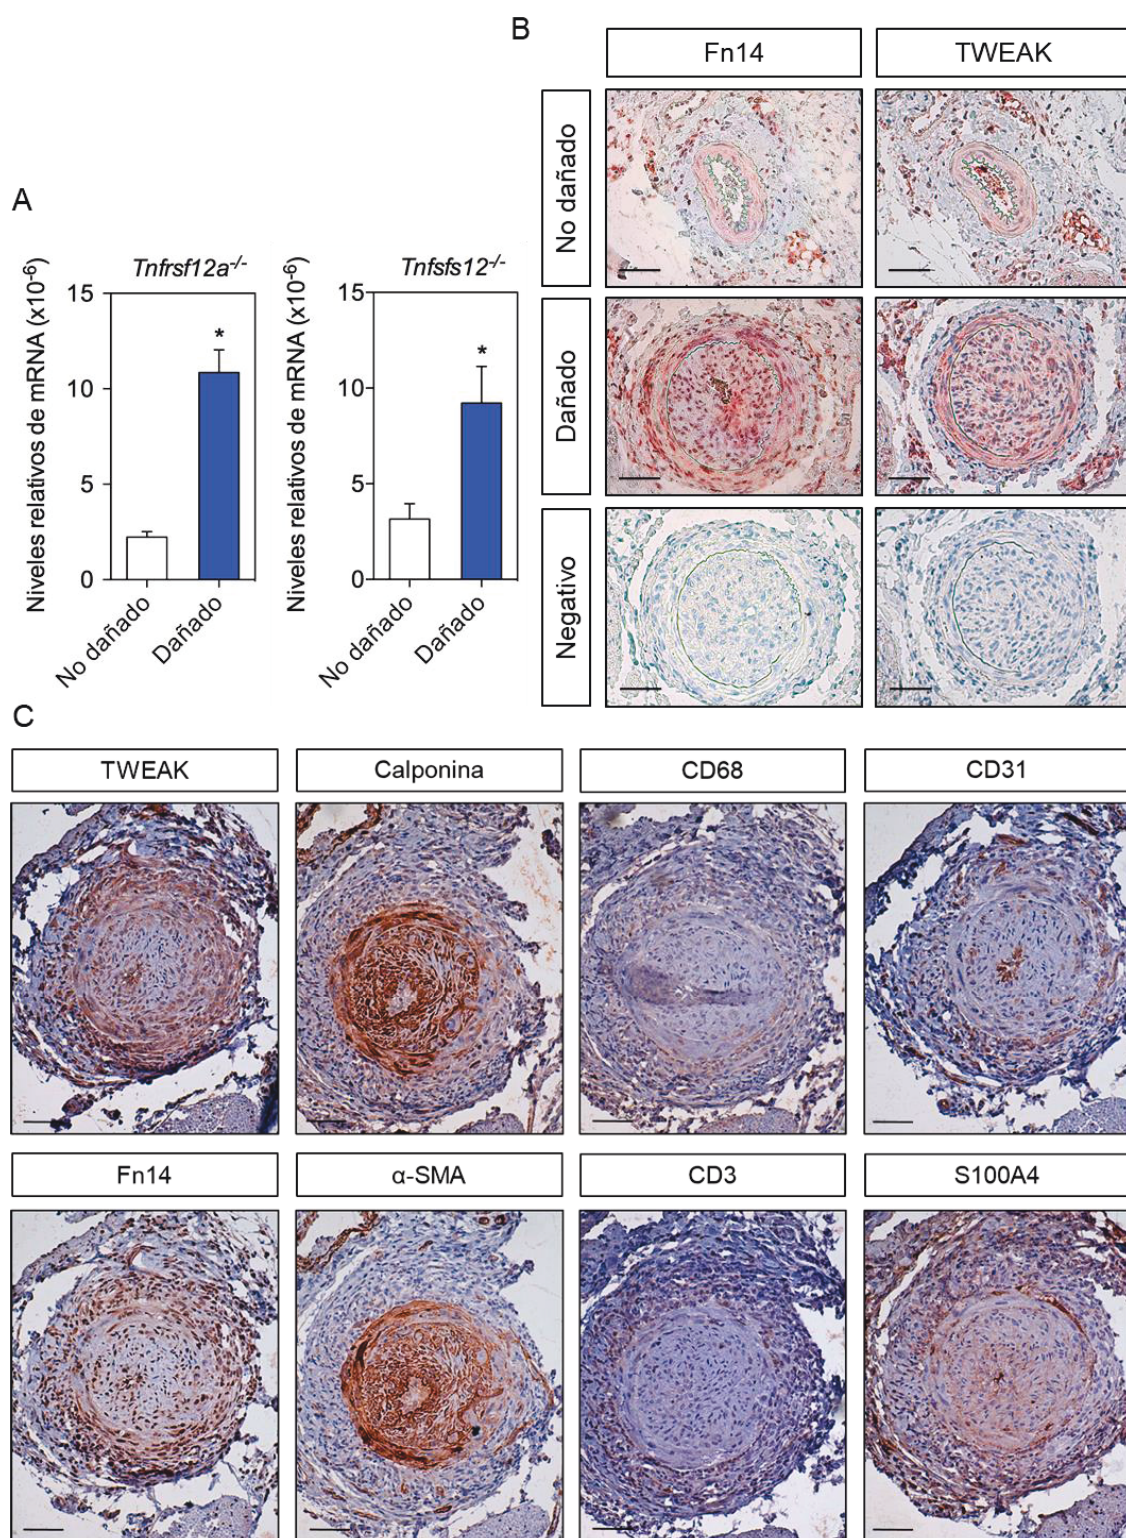 A
Niveles relativos de mRNA (x10-6)
Tnfrsf12a-/-
15
10
5
0
*
No dañado
Dañado
Niveles relativos de mRNA (x10-6)
Tnfsfs12-/-
15
10
5
0
*
No dañado
Dañado
B
Fn14
TWEAK
No dañado
Dañado
Negativo
C
TWEAK
Calponina
CD68
CD31
Fn14
α-SMA
CD3
S100A4